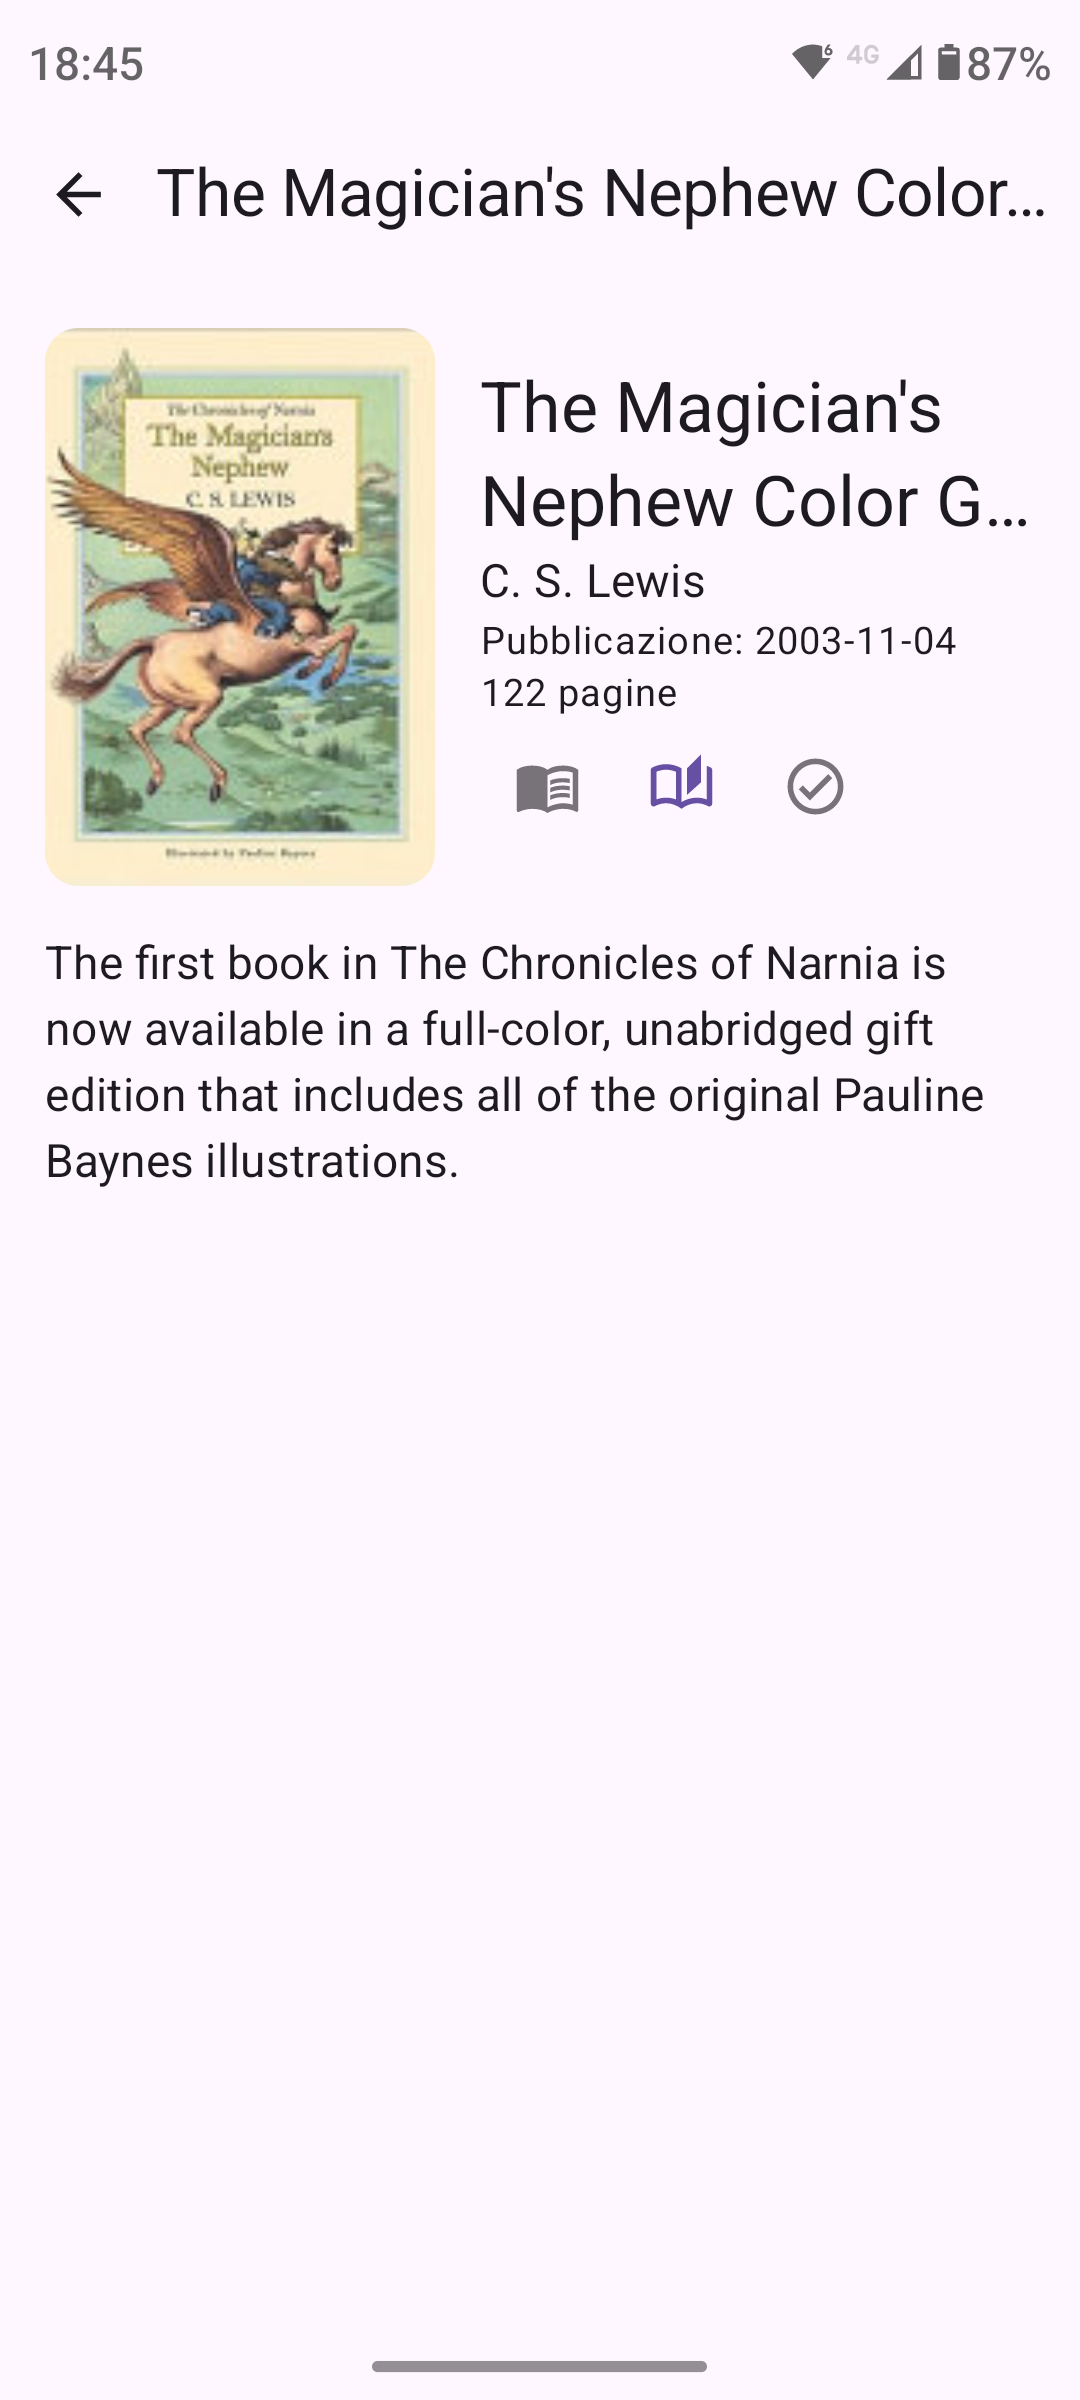 18:45
6 4G 87%
The Magician's Nephew Color...
The Chronicles of Narnia
The Magician's
Nephew
C. S. LEWIS
Illustrated by Pauline Baynes
The Magician's
Nephew Color G...
C. S. Lewis
Pubblicazione: 2003-11-04
122 pagine
The first book in The Chronicles of Narnia is
now available in a full-color, unabridged gift
edition that includes all of the original Pauline
Baynes illustrations.